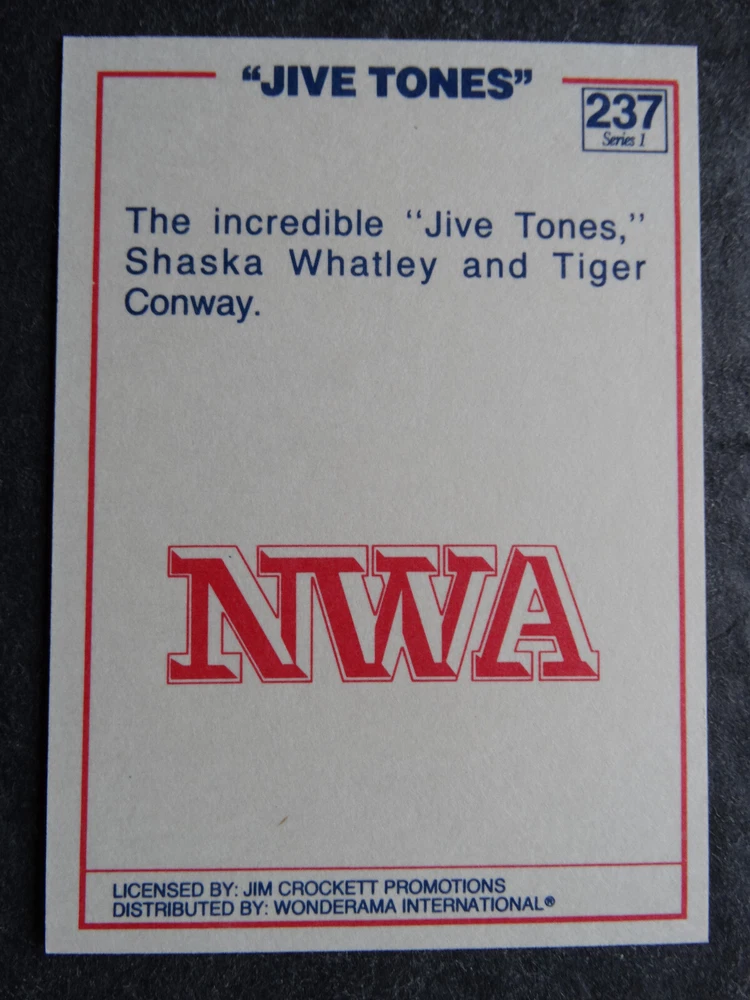 “JIVE TONES”
237
Series 1
The incredible “Jive Tones,”
Shaska Whatley and Tiger
Conway.
NWA
LICENSED BY: JIM CROCKETT PROMOTIONS
DISTRIBUTED BY: WONDERAMA INTERNATIONAL®